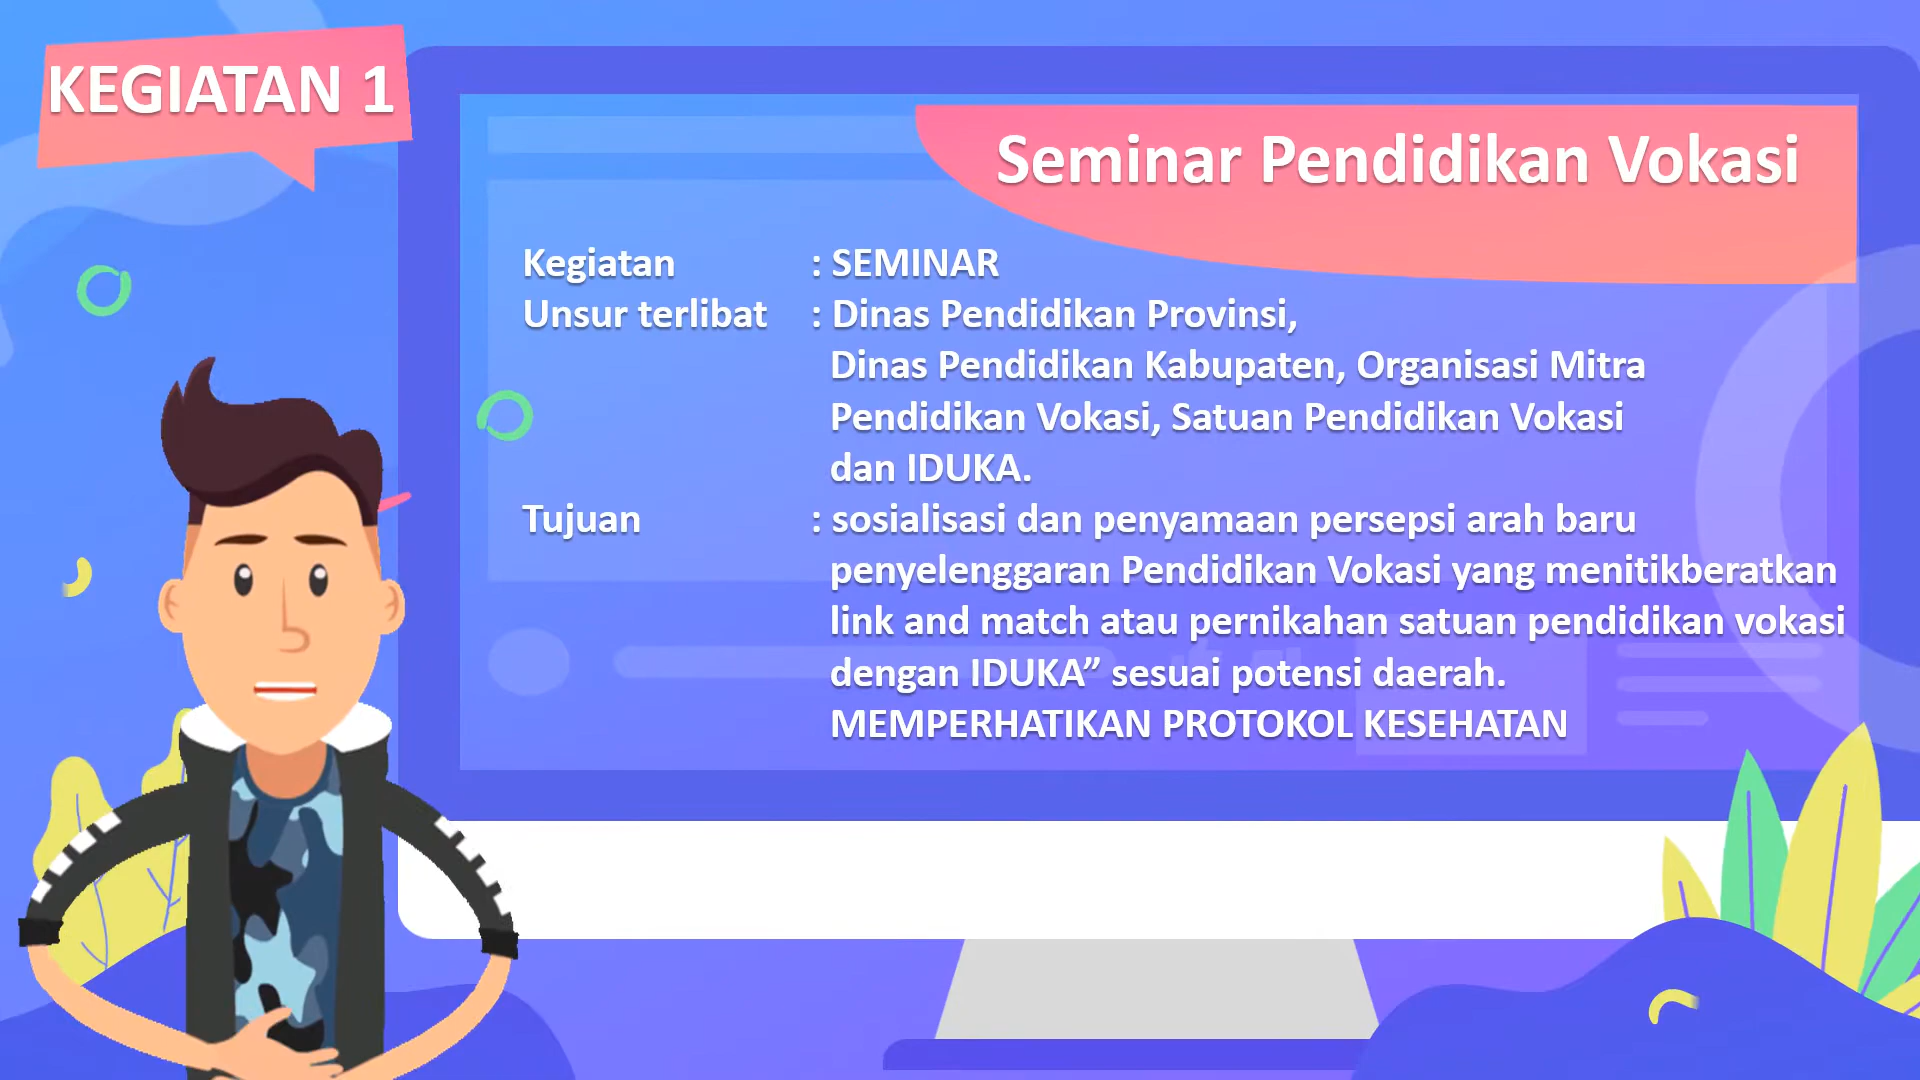 KEGIATAN 1
Seminar Pendidikan Vokasi
Kegiatan : SEMINAR
Unsur terlibat : Dinas Pendidikan Provinsi,
Dinas Pendidikan Kabupaten, Organisasi Mitra
Pendidikan Vokasi, Satuan Pendidikan Vokasi
dan IDUKA.
Tujuan : sosialisasi dan penyamaan persepsi arah baru
penyelenggaran Pendidikan Vokasi yang menitikberatkan
link and match atau pernikahan satuan pendidikan vokasi
dengan IDUKA” sesuai potensi daerah.
MEMPERHATIKAN PROTOKOL KESEHATAN